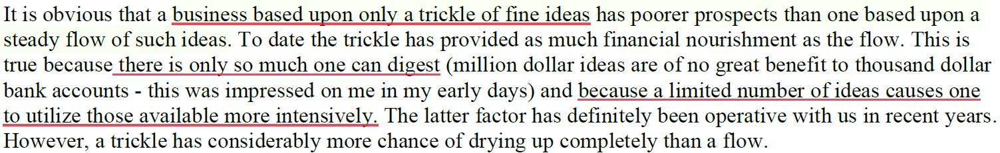 It is obvious that a business based upon only a trickle of fine ideas has poorer prospects than one based upon a
steady flow of such ideas. To date the trickle has provided as much financial nourishment as the flow. This is
true because there is only so much one can digest (million dollar ideas are of no great benefit to thousand dollar
bank accounts - this was impressed on me in my early days) and because a limited number of ideas causes one
to utilize those available more intensively. The latter factor has definitely been operative with us in recent years.
However, a trickle has considerably more chance of drying up completely than a flow.